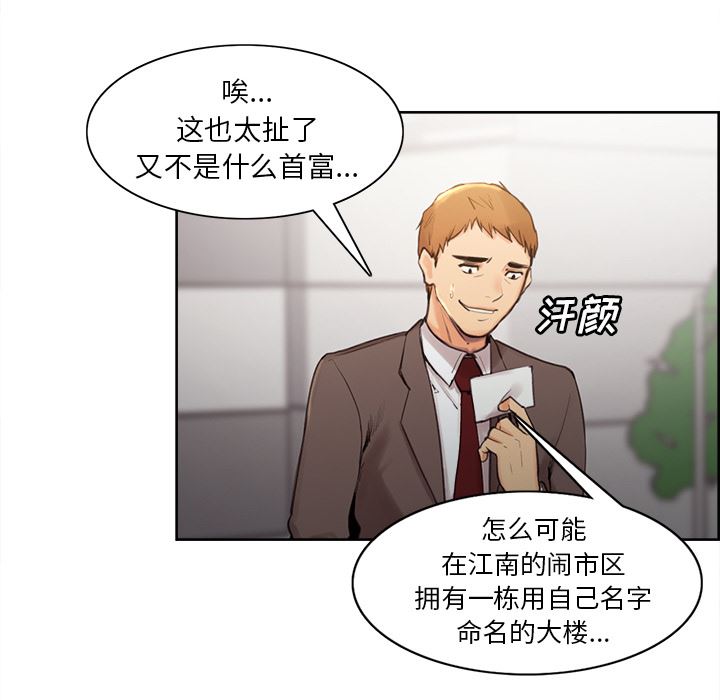 唉...
这也太扯了
又不是什么首富...
汗颜
怎么可能
在江南的闹市区
拥有一栋用自己名字
命名的大楼...